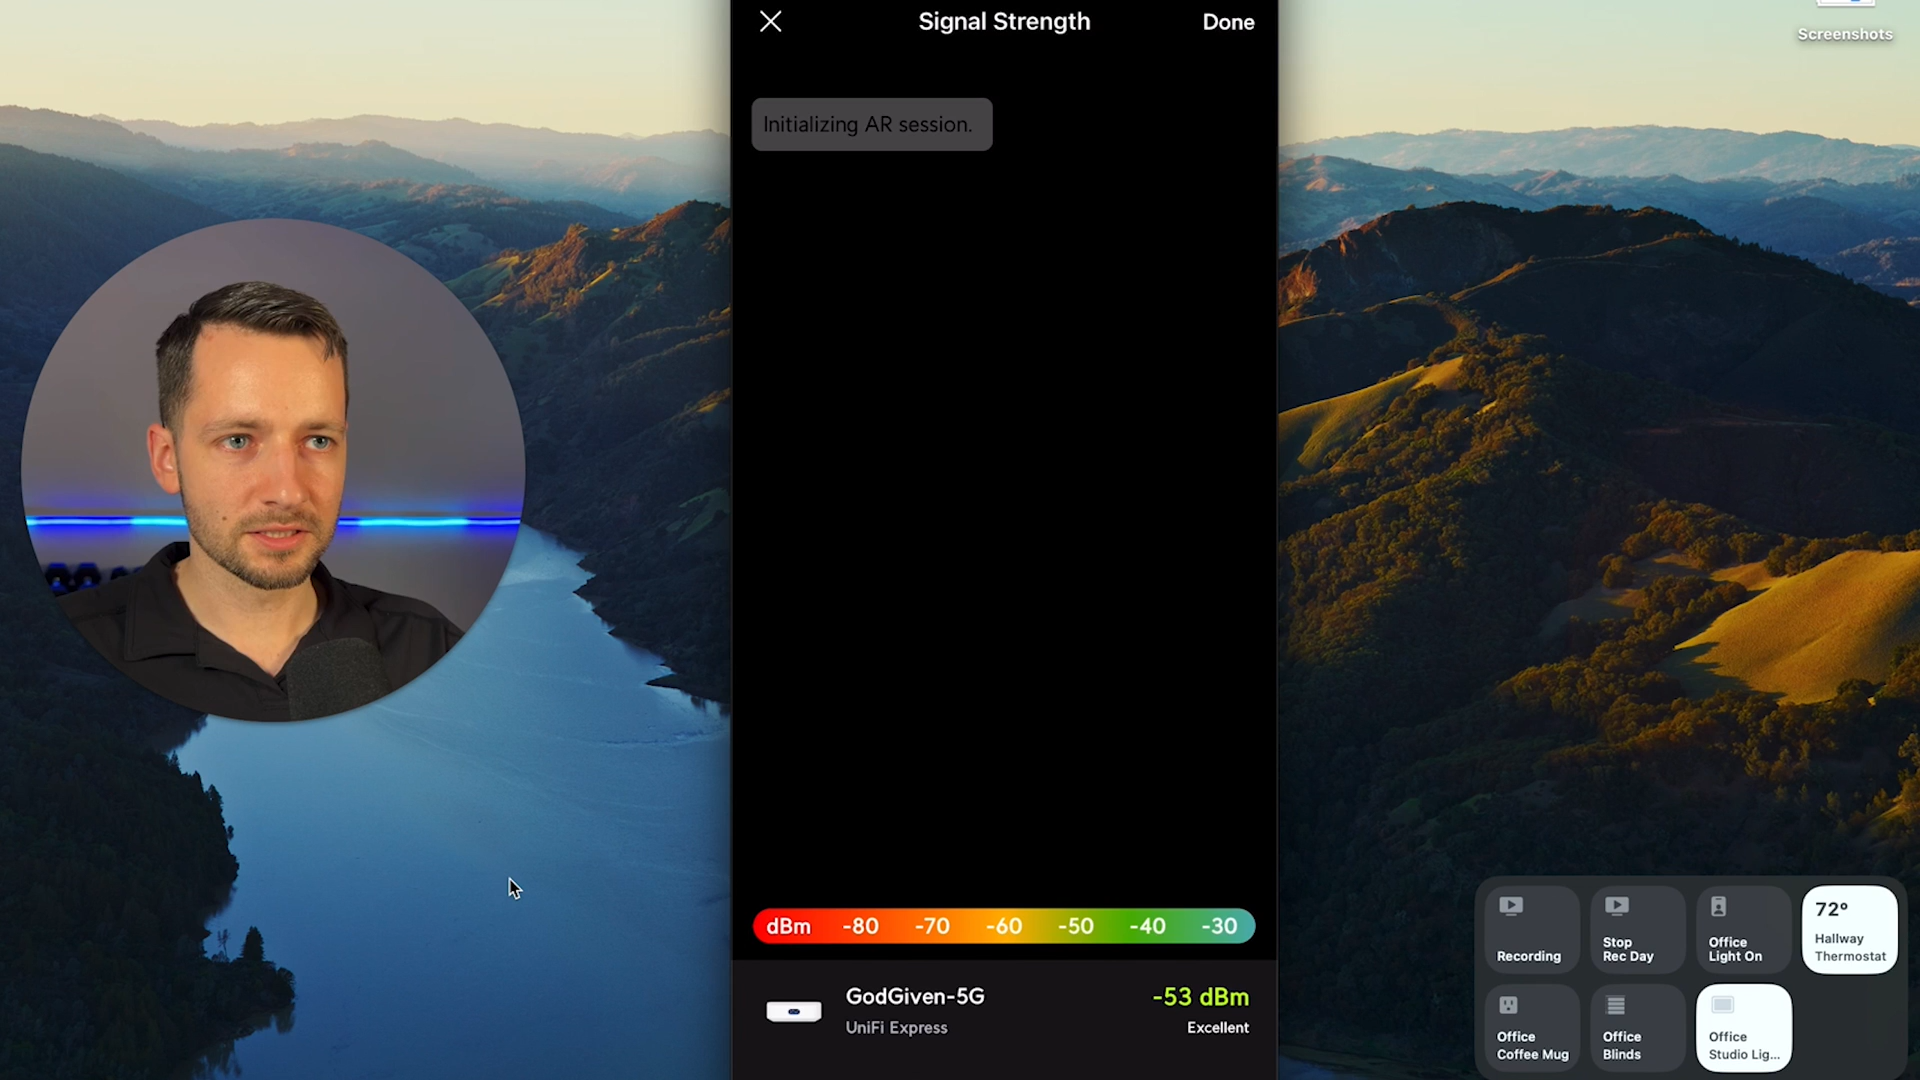 Signal Strength
Done
Screenshots
Initializing AR session.
dBm -80 -70 -60 -50 -40 -30
GodGiven-5G
-53 dBm
UniFi Express
Excellent
Recording
Stop
Rec Day
Office
Light On
72°
Hallway
Thermostat
Office
Coffee Mug
Office
Blinds
Office
Studio Lig...